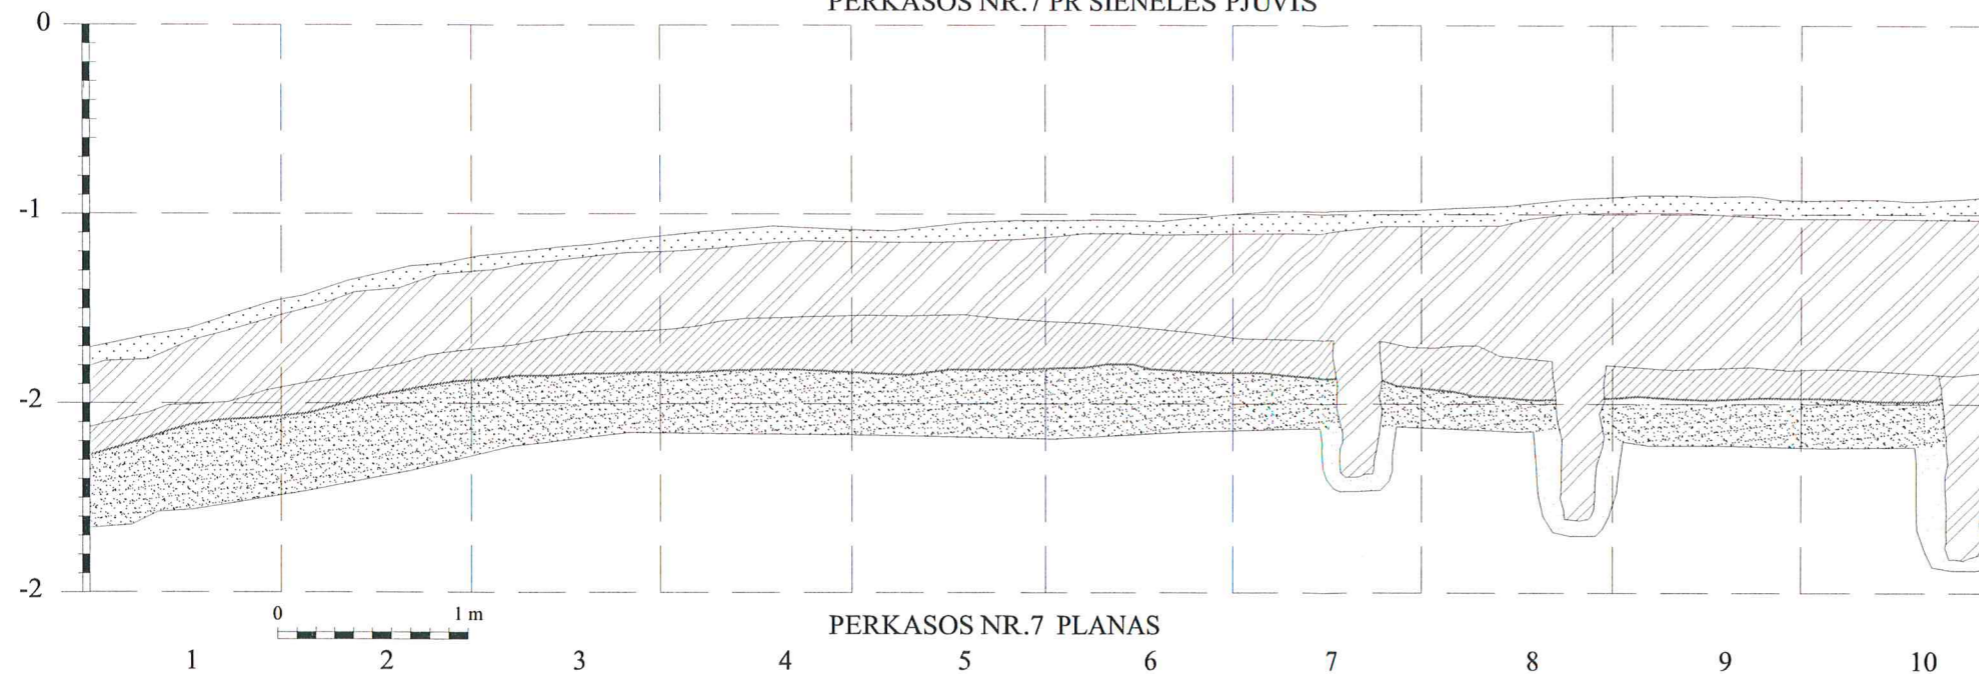 PERKASOS NR.7 PR SIENELĖS PJŪVIS
0
-1
-2
-2
0 1 m
PERKASOS NR.7 PLANAS
1 2 3 4 5 6 7 8 9 10